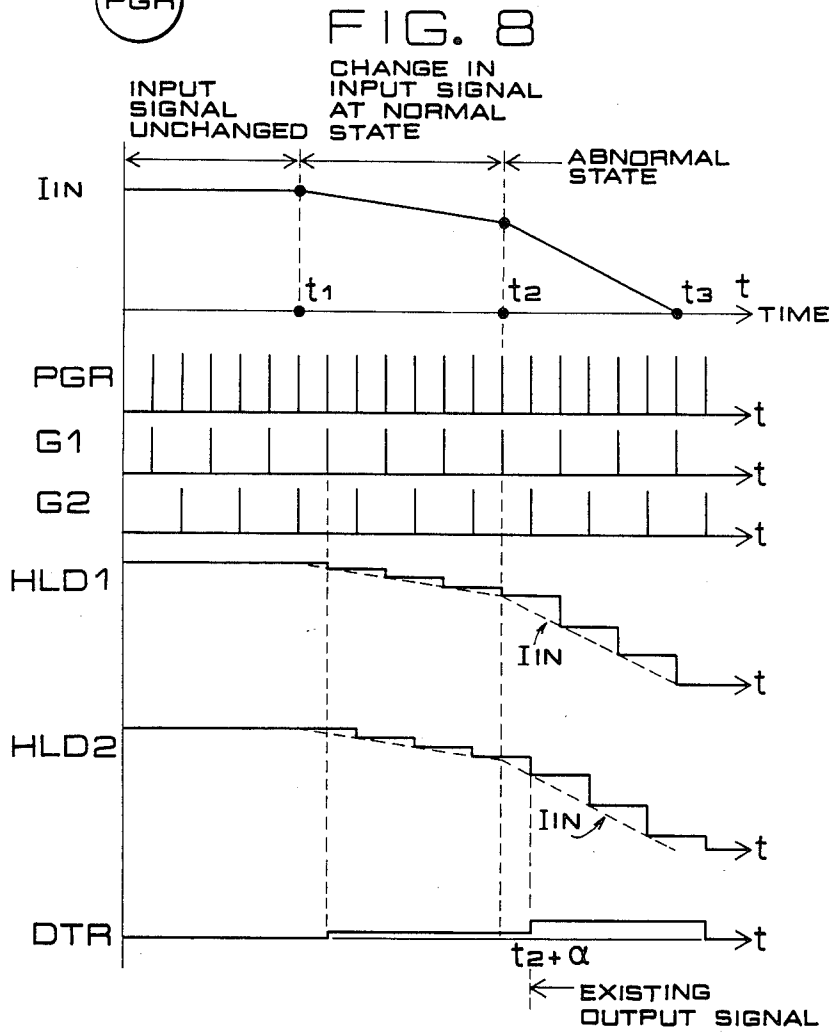 PGR
FIG. 8
INPUT
SIGNAL
UNCHANGED
CHANGE IN
INPUT SIGNAL
AT NORMAL
STATE
ABNORMAL
STATE
IIN
t1
t2
t3
t
TIME
PGR
t
G1
t
G2
t
HLD1
IIN
t
HLD2
IIN
t
DTR
t
t2+α
EXISTING
OUTPUT SIGNAL